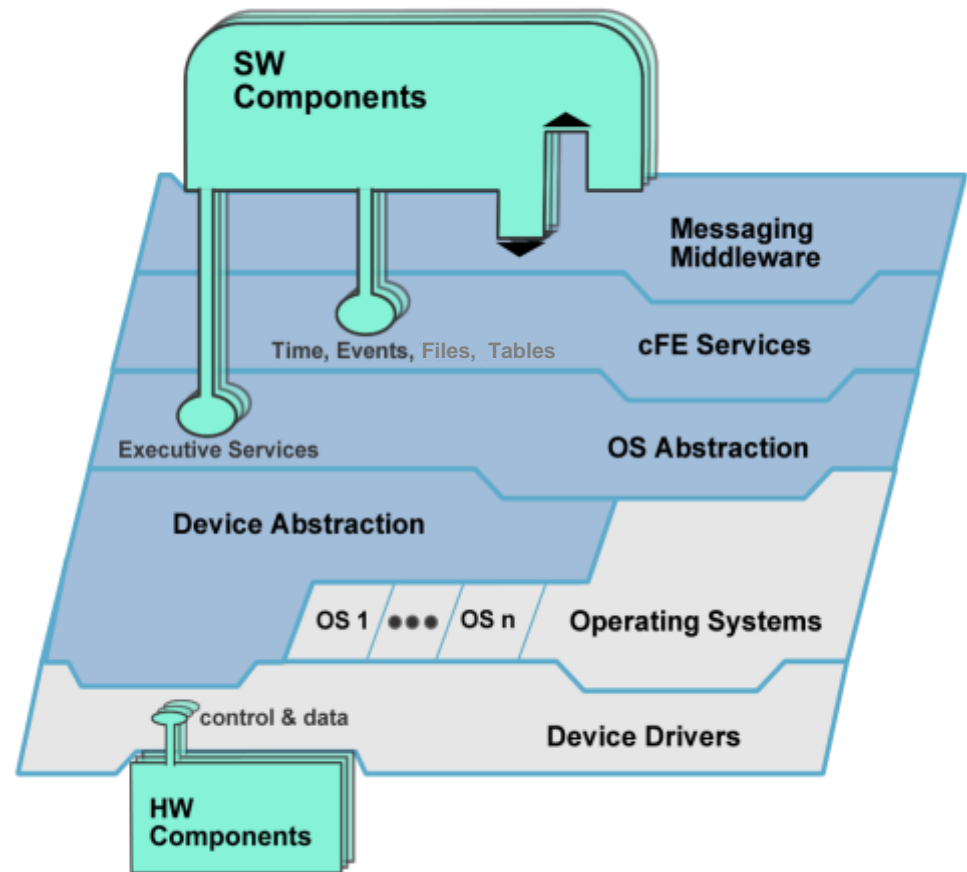 SW
Components
Messaging
Middleware
Time, Events, Files, Tables
cFE Services
Executive Services
OS Abstraction
Device Abstraction
OS 1 ●●● OS n
Operating Systems
control & data
Device Drivers
HW
Components